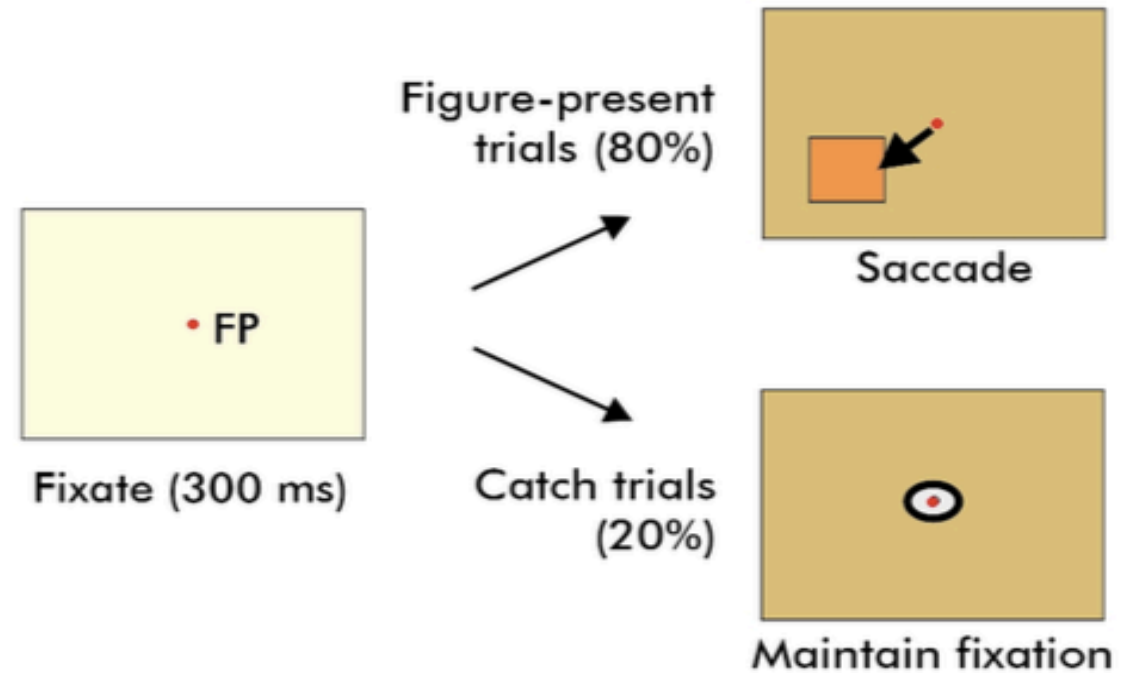 Figure-present
trials (80%)
Saccade
FP
Fixate (300 ms)
Catch trials
(20%)
Maintain fixation